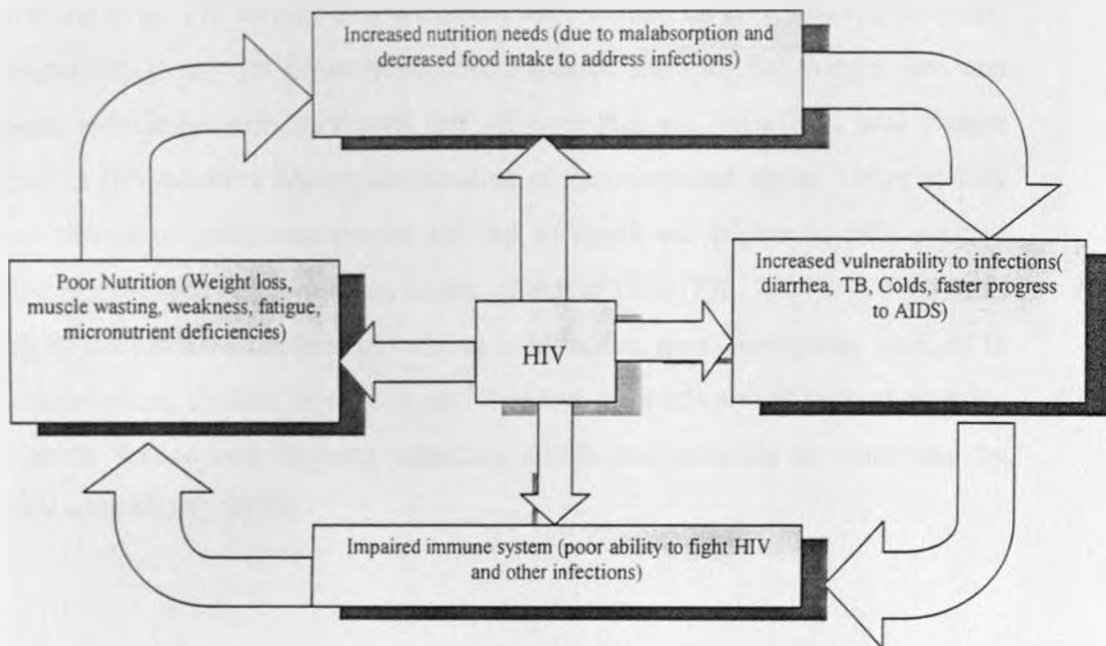 Increased nutrition needs (due to malabsorption and
decreased food intake to address infections)
Poor Nutrition (Weight loss,
muscle wasting, weakness, fatigue,
micronutrient deficiencies)
HIV
Increased vulnerability to infections(
diarrhea, TB, Colds, faster progress
to AIDS)
Impaired immune system (poor ability to fight HIV
and other infections)